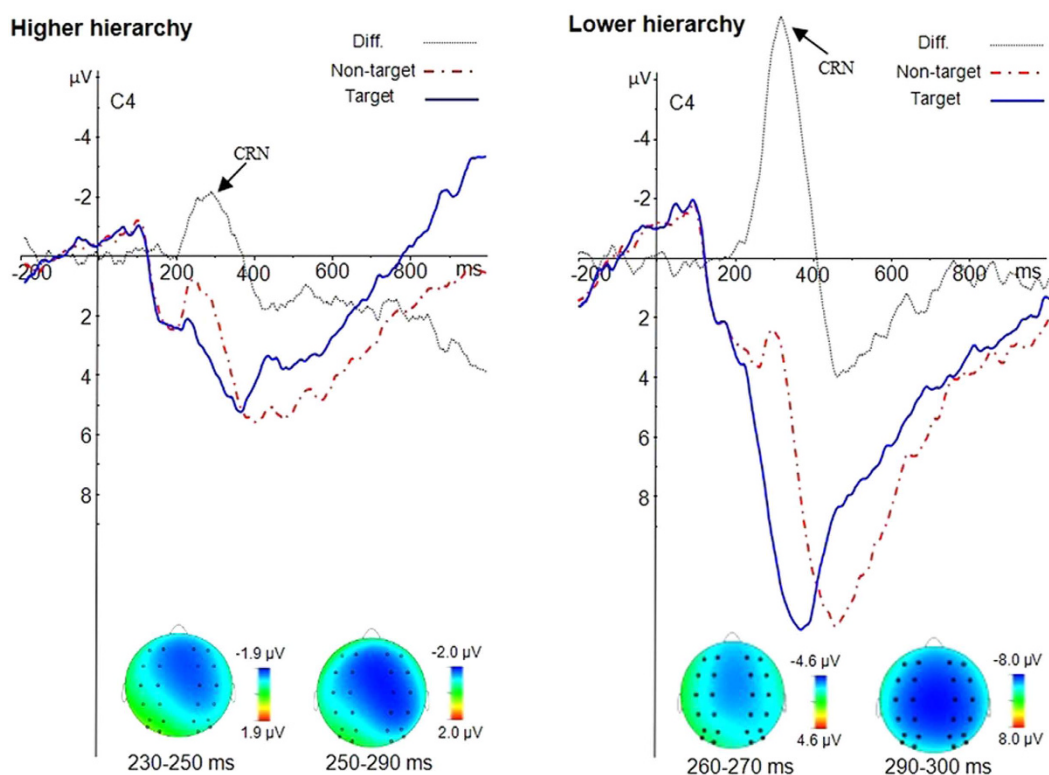 Higher hierarchy
Diff.
Non-target
Target
µV
C4
-4
-2
CRN
-200
200
400
600
800
ms
2
4
6
8
-1.9 µV
1.9 µV
230-250 ms
-2.0 µV
2.0 µV
250-290 ms
Lower hierarchy
Diff.
Non-target
Target
µV
C4
-4
-2
CRN
-200
200
400
600
800
ms
2
4
6
8
-4.6 µV
4.6 µV
260-270 ms
-8.0 µV
8.0 µV
290-300 ms